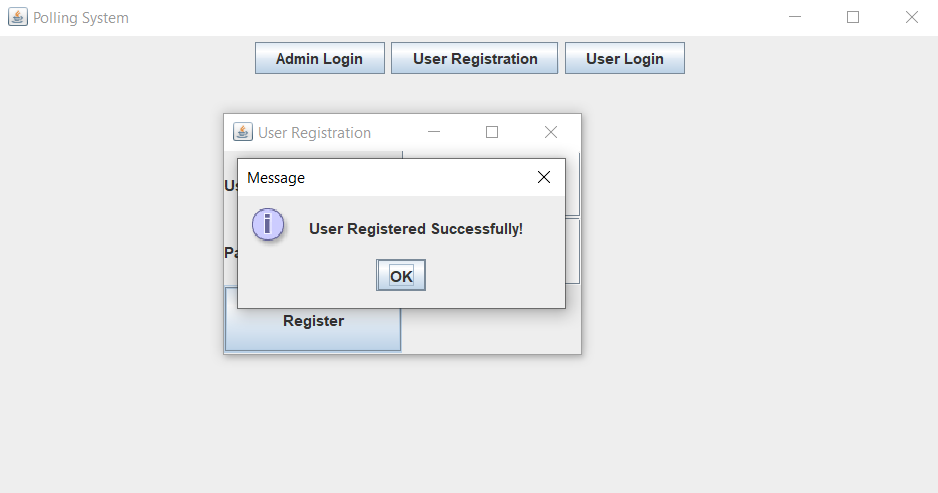 Polling System
Admin Login User Registration User Login
User Registration
Message
User Registered Successfully!
OK
Register